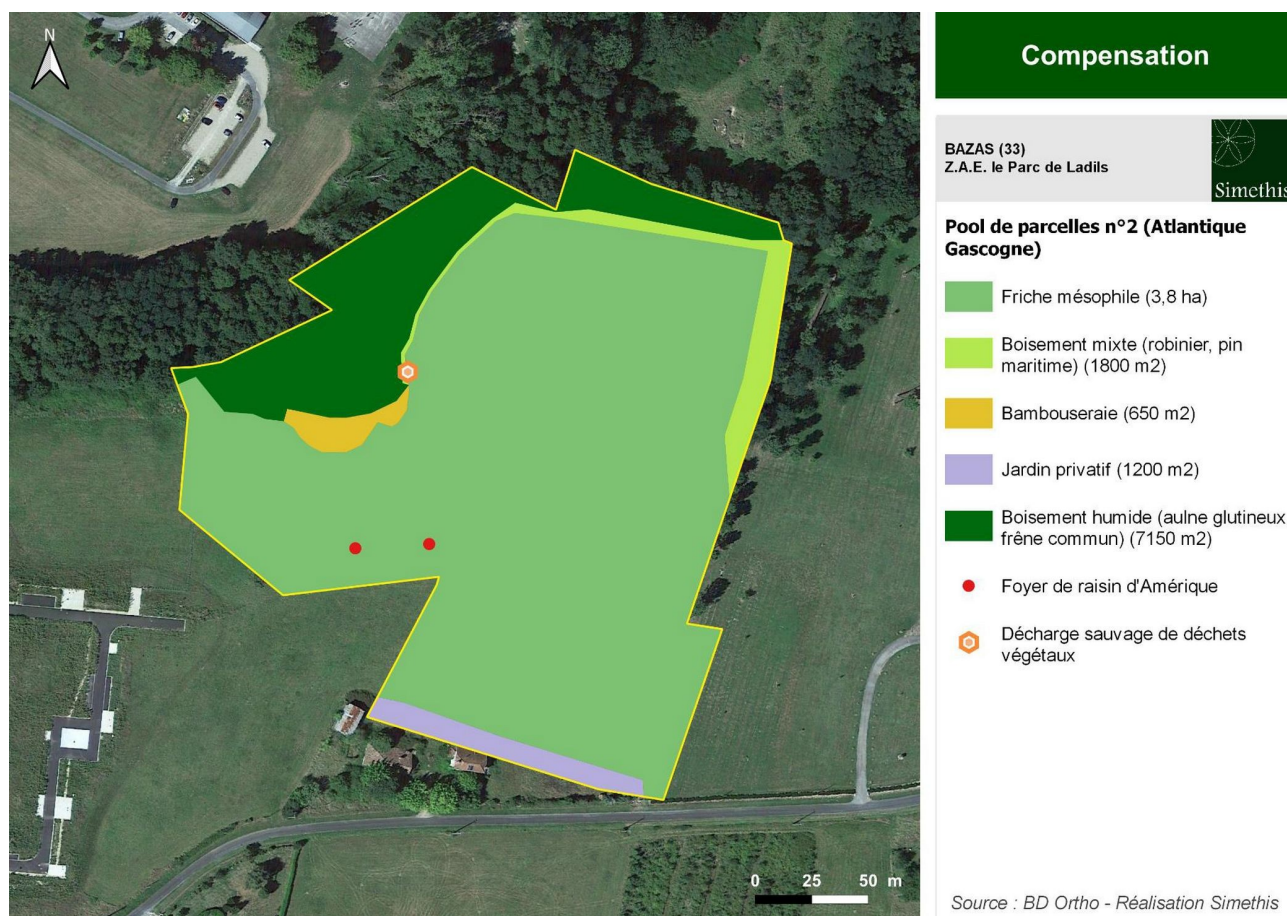 N
Compensation
BAZAS (33)
Z.A.E. le Parc de Ladils
Simethis
Pool de parcelles n°2 (Atlantique
Gascogne)
Friche mésophile (3,8 ha)
Boisement mixte (robinier, pin
maritime) (1800 m2)
Bambouseraie (650 m2)
Jardin privatif (1200 m2)
Boisement humide (aulne glutineux
frêne commun) (7150 m2)
Foyer de raisin d'Amérique
Décharge sauvage de déchets
végétaux
0 25 50 m
Source : BD Ortho - Réalisation Simethis